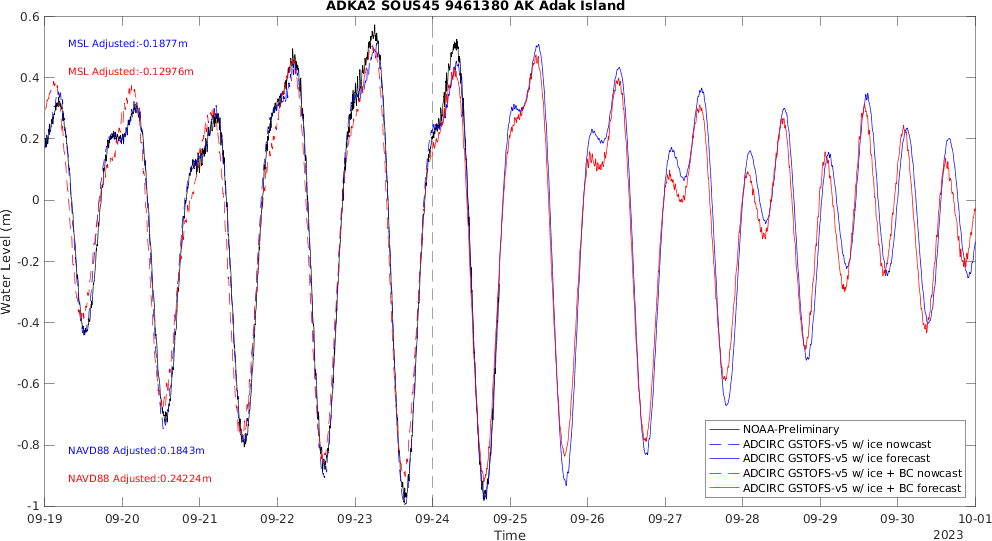 ADKA2 SOUS45 9461380 AK Adak Island
MSL Adjusted:-0.1877m
MSL Adjusted:-0.12976m
NAVD88 Adjusted:0.1843m
NAVD88 Adjusted:0.24224m
Water Level (m)
0.6
0.4
0.2
0
-0.2
-0.4
-0.6
-0.8
-1
NOAA-Preliminary
ADCIRC GSTOFS-v5 w/ ice nowcast
ADCIRC GSTOFS-v5 w/ ice forecast
ADCIRC GSTOFS-v5 w/ ice + BC nowcast
ADCIRC GSTOFS-v5 w/ ice + BC forecast
09-19 09-20 09-21 09-22 09-23 09-24 09-25 09-26 09-27 09-28 09-29 09-30 10-01
Time
2023